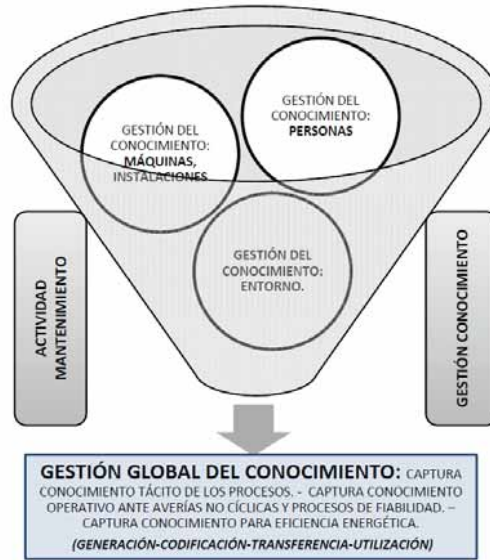 GESTIÓN DEL
CONOCIMIENTO:
PERSONAS
GESTIÓN DEL
CONOCIMIENTO:
MÁQUINAS,
INSTALACIONES
GESTIÓN DEL
CONOCIMIENTO:
ENTORNO.
ACTIVIDAD
MANTENIMIENTO
GESTIÓN CONOCIMIENTO
GESTIÓN GLOBAL DEL CONOCIMIENTO: CAPTURA
CONOCIMIENTO TÁCITO DE LOS PROCESOS. - CAPTURA CONOCIMIENTO
OPERATIVO ANTE AVERÍAS NO CÍCLICAS Y PROCESOS DE FIABILIDAD. –
CAPTURA CONOCIMIENTO PARA EFICIENCIA ENERGÉTICA.
(GENERACIÓN-CODIFICACIÓN-TRANSFERENCIA-UTILIZACIÓN)